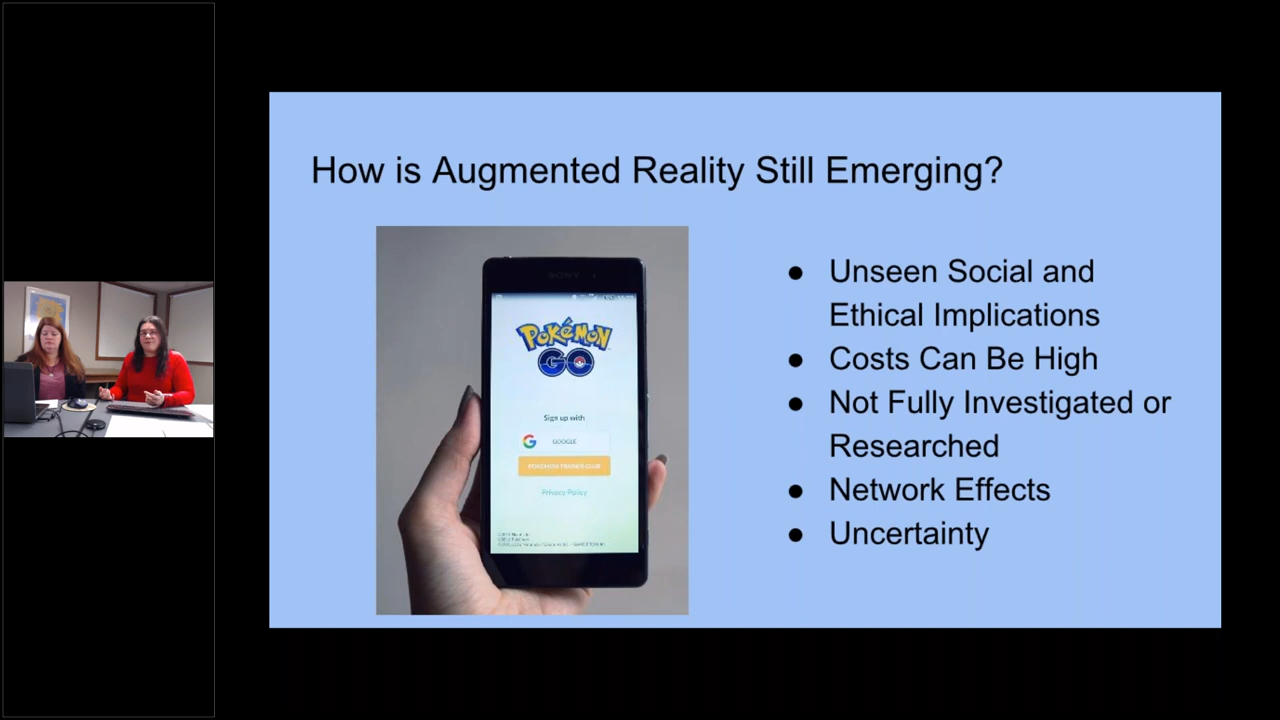 How is Augmented Reality Still Emerging?
SONY
POKÉMON
GO
Sign up with
GOOGLE
POKÉMON TRAINER CLUB
Privacy Policy
● Unseen Social and
Ethical Implications
● Costs Can Be High
● Not Fully Investigated or
Researched
● Network Effects
● Uncertainty